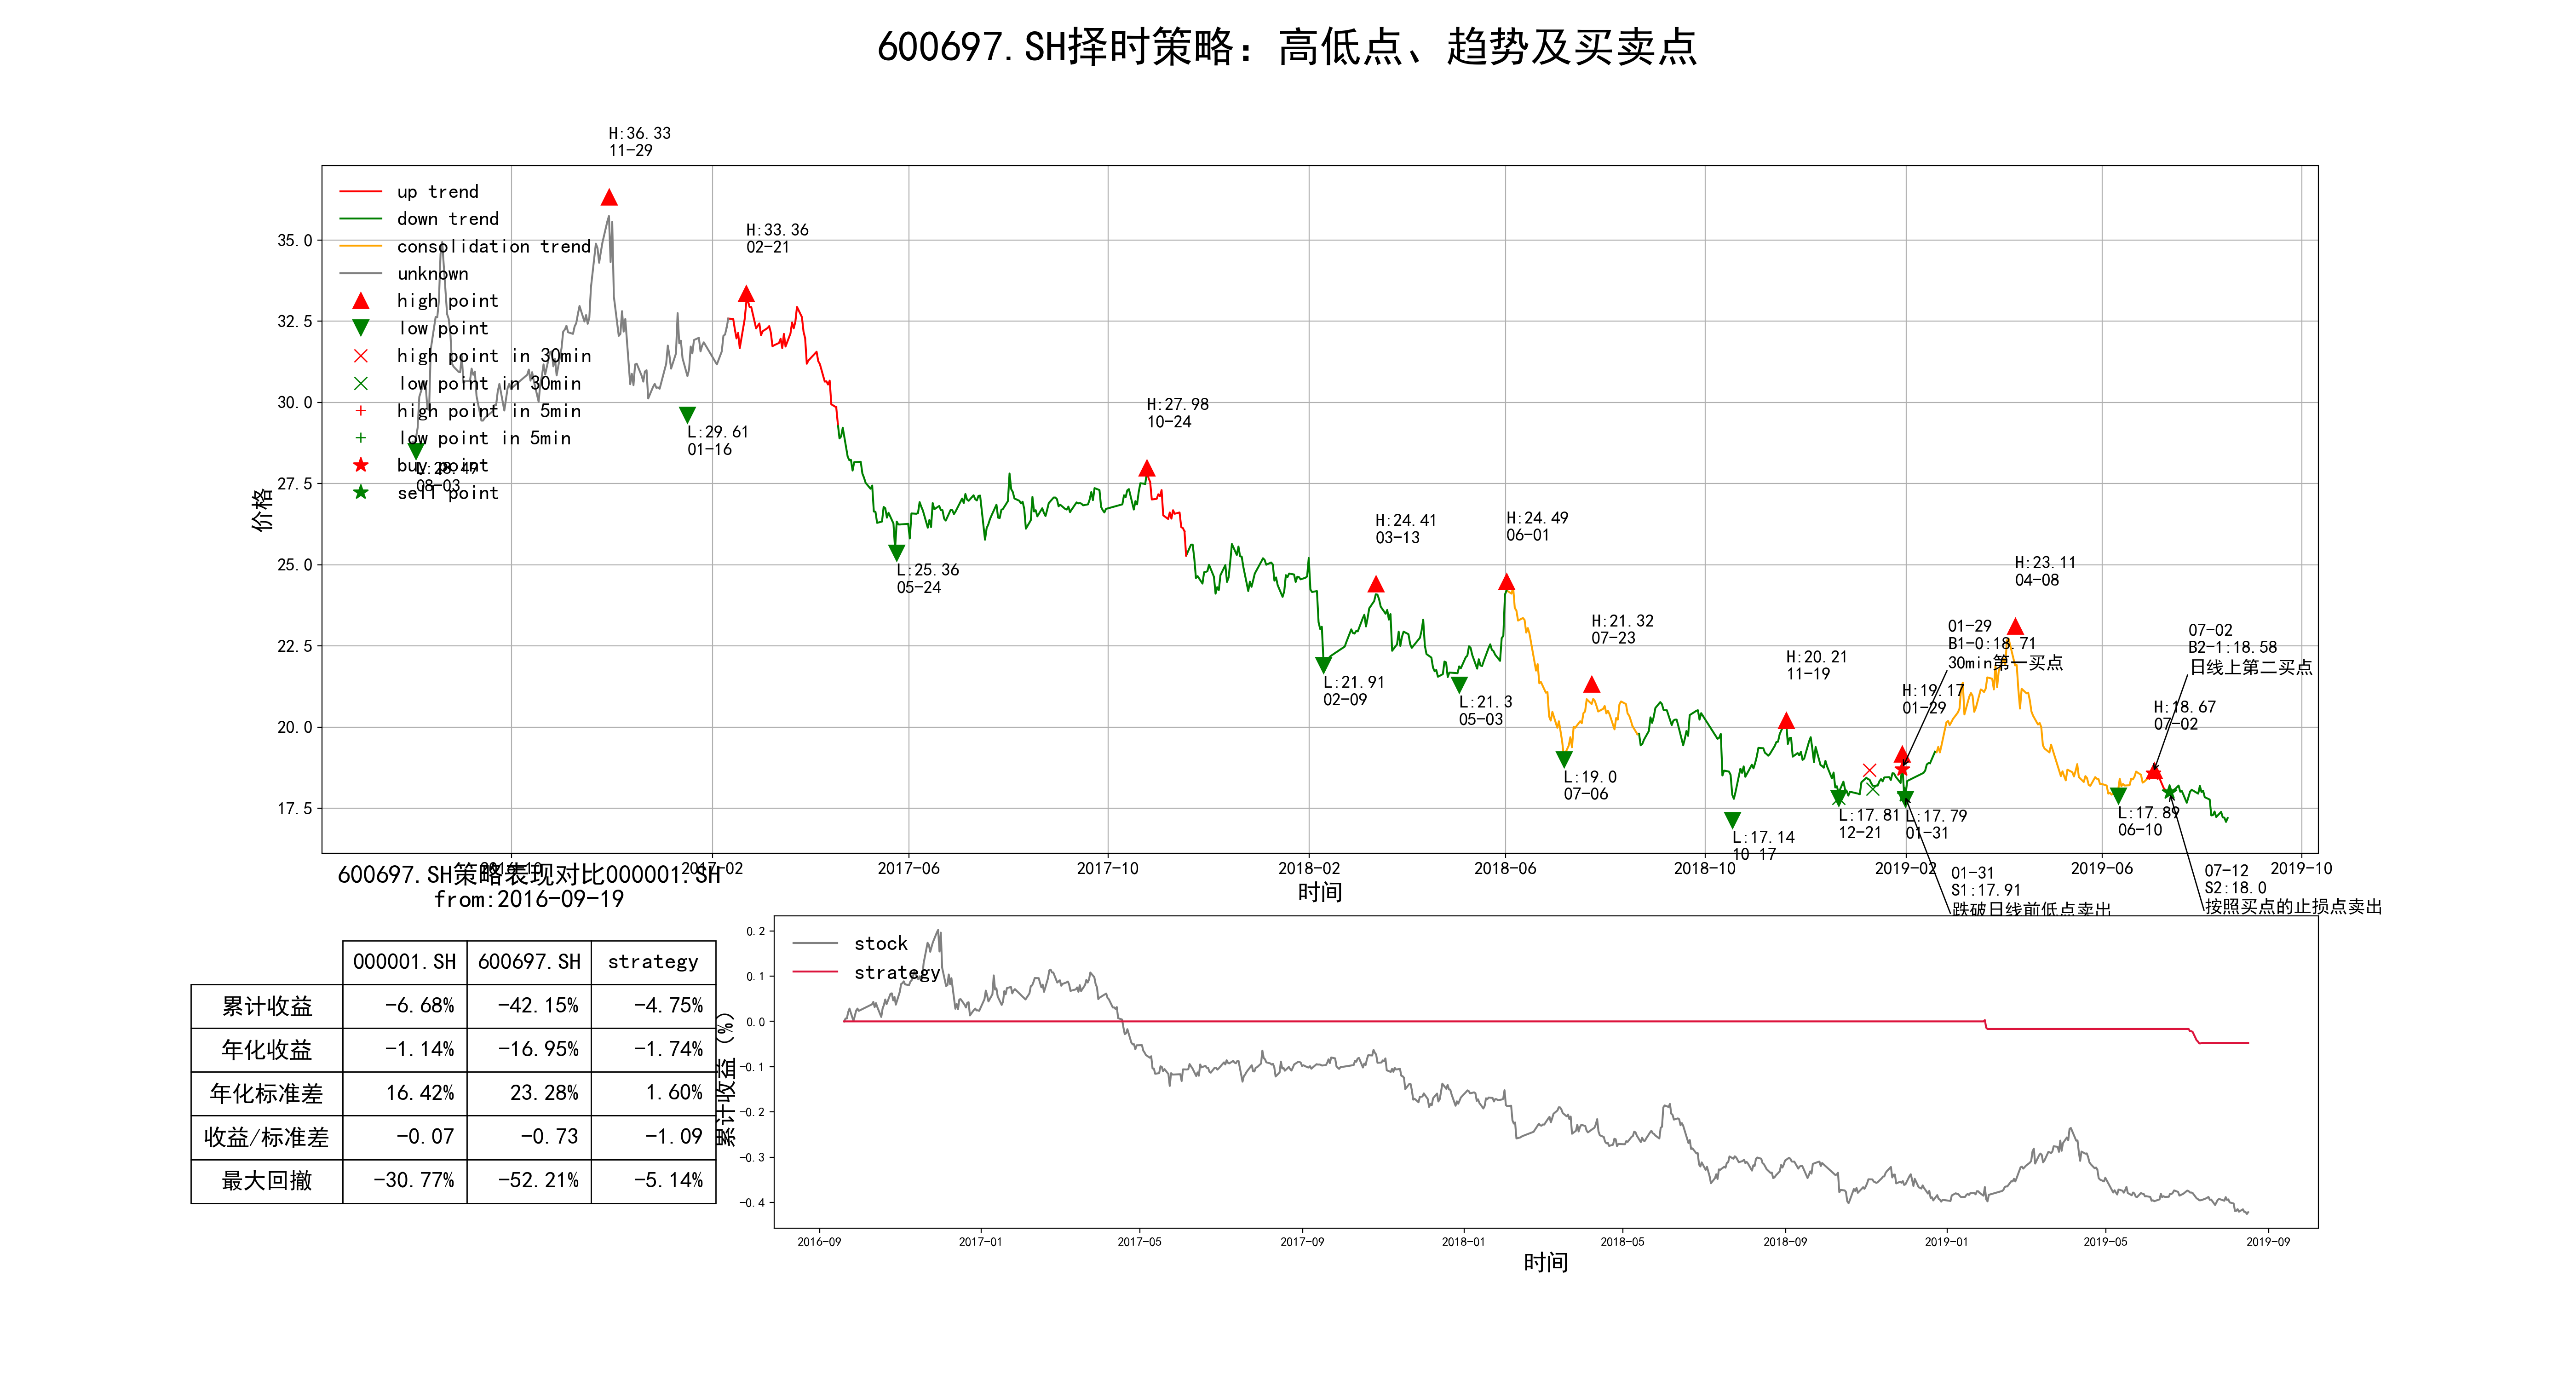 600697.SH择时策略：高低点、趋势及买卖点
H:36.33
11-29
up trend
down trend
consolidation trend
unknown
high point
low point
high point in 30min
low point in 30min
high point in 5min
low point in 5min
buy point
sell point
L:28.49
08-03
L:29.61
01-16
H:33.36
02-21
L:25.36
05-24
H:27.98
10-24
L:21.91
02-09
H:24.41
03-13
L:21.3
05-03
H:24.49
06-01
L:19.0
07-06
H:21.32
07-23
L:17.14
10-17
H:20.21
11-19
L:17.81
12-21
H:19.17
01-29
L:17.79
01-31
01-29
B1-0:18.71
30min第一买点
H:23.11
04-08
L:17.89
06-10
H:18.67
07-02
07-02
B2-1:18.58
日线上第二买点
01-31
S1:17.91
跌破日线前低点卖出
07-12
S2:18.0
按照买点的止损点卖出
价格
35.0
32.5
30.0
27.5
25.0
22.5
20.0
17.5
2016-10
2017-02
2017-06
2017-10
2018-02
2018-06
2018-10
2019-02
2019-06
2019-10
时间
600697.SH策略表现对比000001.SH
from:2016-09-19
000001.SH 600697.SH strategy
累计收益 -6.68% -42.15% -4.75%
年化收益 -1.14% -16.95% -1.74%
年化标准差 16.42% 23.28% 1.60%
收益/标准差 -0.07 -0.73 -1.09
最大回撤 -30.77% -52.21% -5.14%
累计收益（%）
0.2
0.1
0.0
-0.1
-0.2
-0.3
-0.4
stock
strategy
2016-09
2017-01
2017-05
2017-09
2018-01
2018-05
2018-09
2019-01
2019-05
2019-09
时间